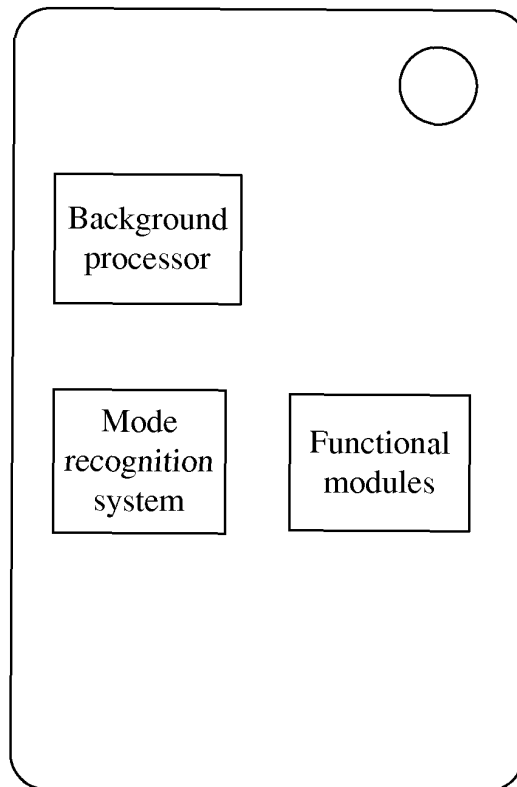 Background
processor
Mode
recognition
system
Functional
modules